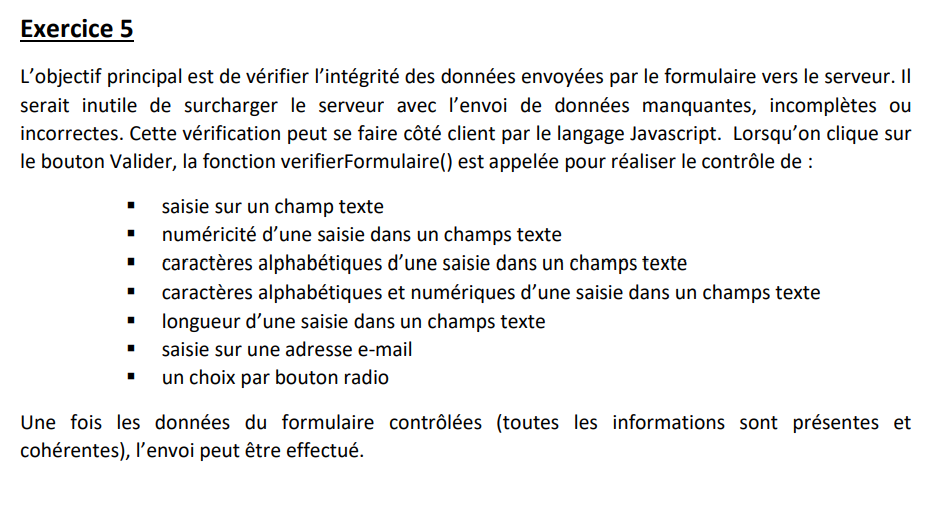 Exercice 5
L’objectif principal est de vérifier l’intégrité des données envoyées par le formulaire vers le serveur. Il
serait inutile de surcharger le serveur avec l’envoi de données manquantes, incomplètes ou
incorrectes. Cette vérification peut se faire côté client par le langage Javascript. Lorsqu’on clique sur
le bouton Valider, la fonction verifierFormulaire() est appelée pour réaliser le contrôle de :
▪ saisie sur un champ texte
▪ numéricité d’une saisie dans un champs texte
▪ caractères alphabétiques d’une saisie dans un champs texte
▪ caractères alphabétiques et numériques d’une saisie dans un champs texte
▪ longueur d’une saisie dans un champs texte
▪ saisie sur une adresse e-mail
▪ un choix par bouton radio
Une fois les données du formulaire contrôlées (toutes les informations sont présentes et
cohérentes), l’envoi peut être effectué.